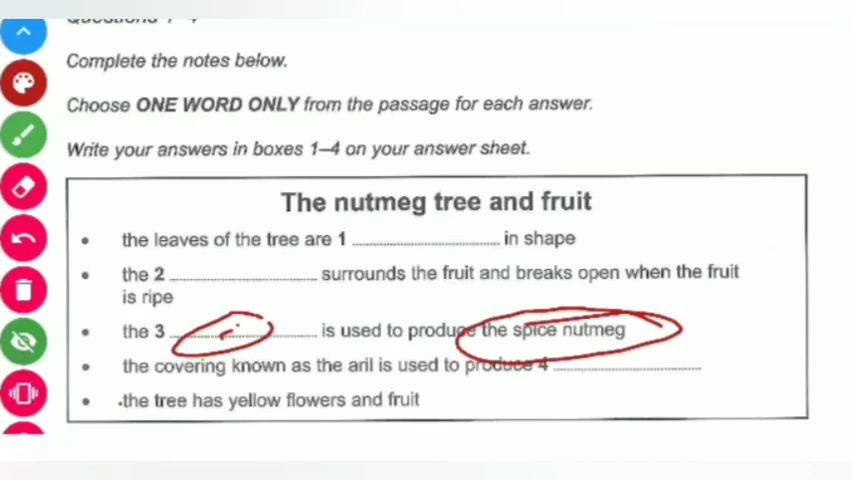 Complete the notes below.
Choose ONE WORD ONLY from the passage for each answer.
Write your answers in boxes 1–4 on your answer sheet.
The nutmeg tree and fruit
• the leaves of the tree are 1 ........................ in shape
• the 2 ........................ surrounds the fruit and breaks open when the fruit
is ripe
• the 3 ........................ is used to produce the spice nutmeg
• the covering known as the aril is used to produce 4 ........................
• the tree has yellow flowers and fruit